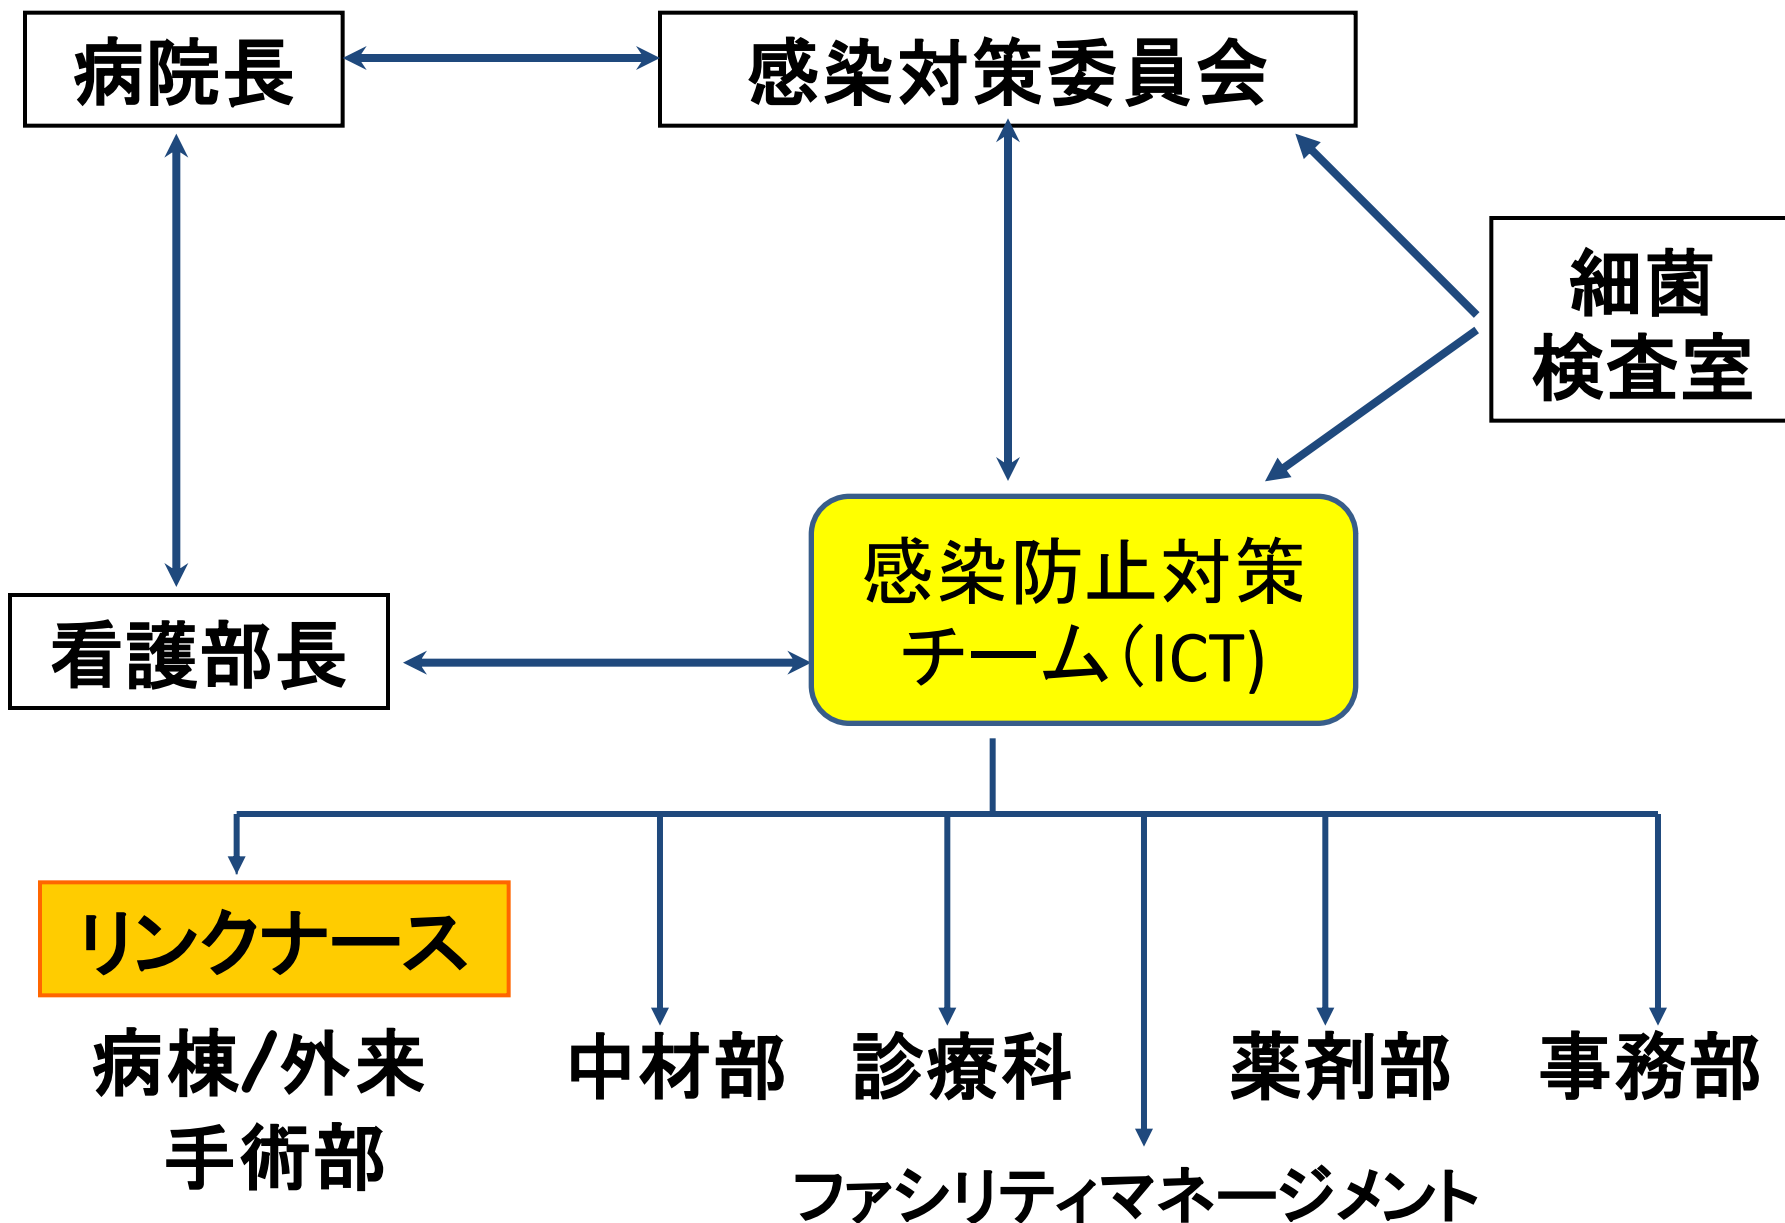 病院長
感染対策委員会
細菌
検査室
感染防止対策
チーム（ICT)
看護部長
リンクナース
病棟/外来
手術部
中材部
診療科
薬剤部
事務部
ファシリティマネージメント